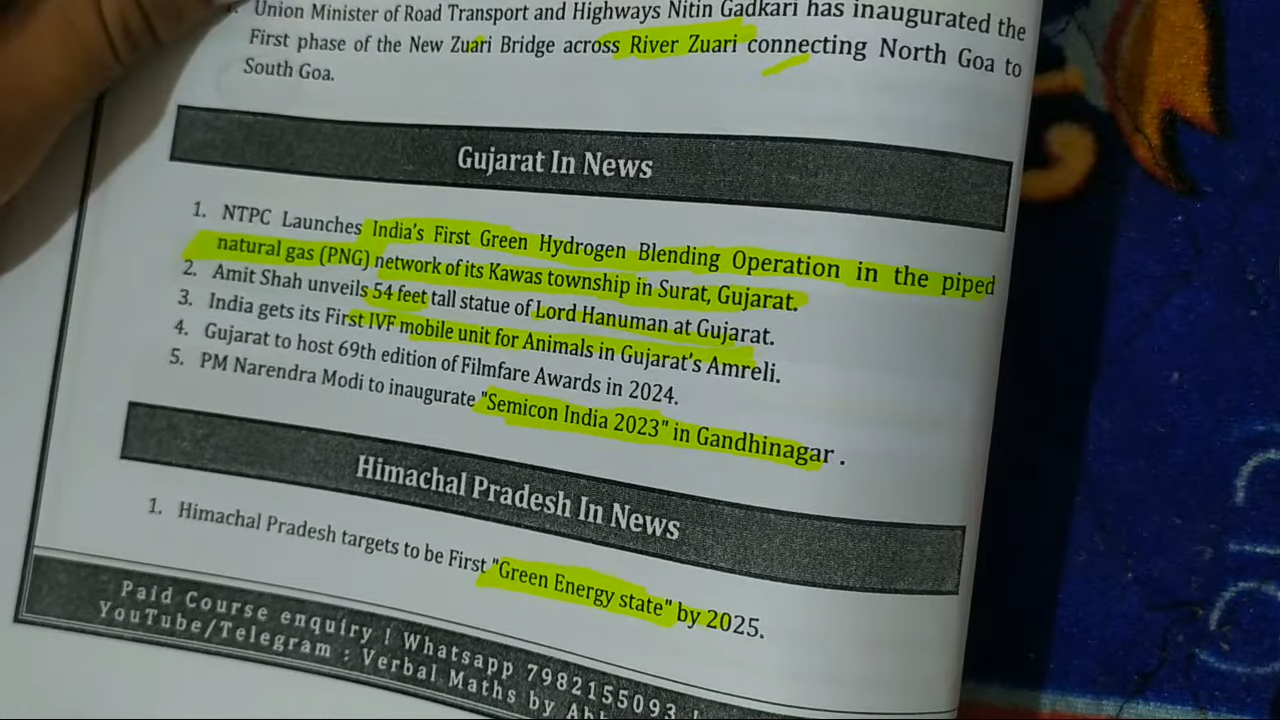 Union Minister of Road Transport and Highways Nitin Gadkari has inaugurated the
First phase of the New Zuari Bridge across River Zuari connecting North Goa to
South Goa.
Gujarat In News
1. NTPC Launches India's First Green Hydrogen Blending Operation in the piped
natural gas (PNG) network of its Kawas township in Surat, Gujarat.
2. Amit Shah unveils 54 feet tall statue of Lord Hanuman at Gujarat.
3. India gets its First IVF mobile unit for Animals in Gujarat's Amreli.
4. Gujarat to host 69th edition of Filmfare Awards in 2024.
5. PM Narendra Modi to inaugurate "Semicon India 2023" in Gandhinagar .
Himachal Pradesh In News
1. Himachal Pradesh targets to be First "Green Energy state" by 2025.
Paid Course enquiry ! Whatsapp 7982155093 !
YouTube/Telegram : Verbal Maths by